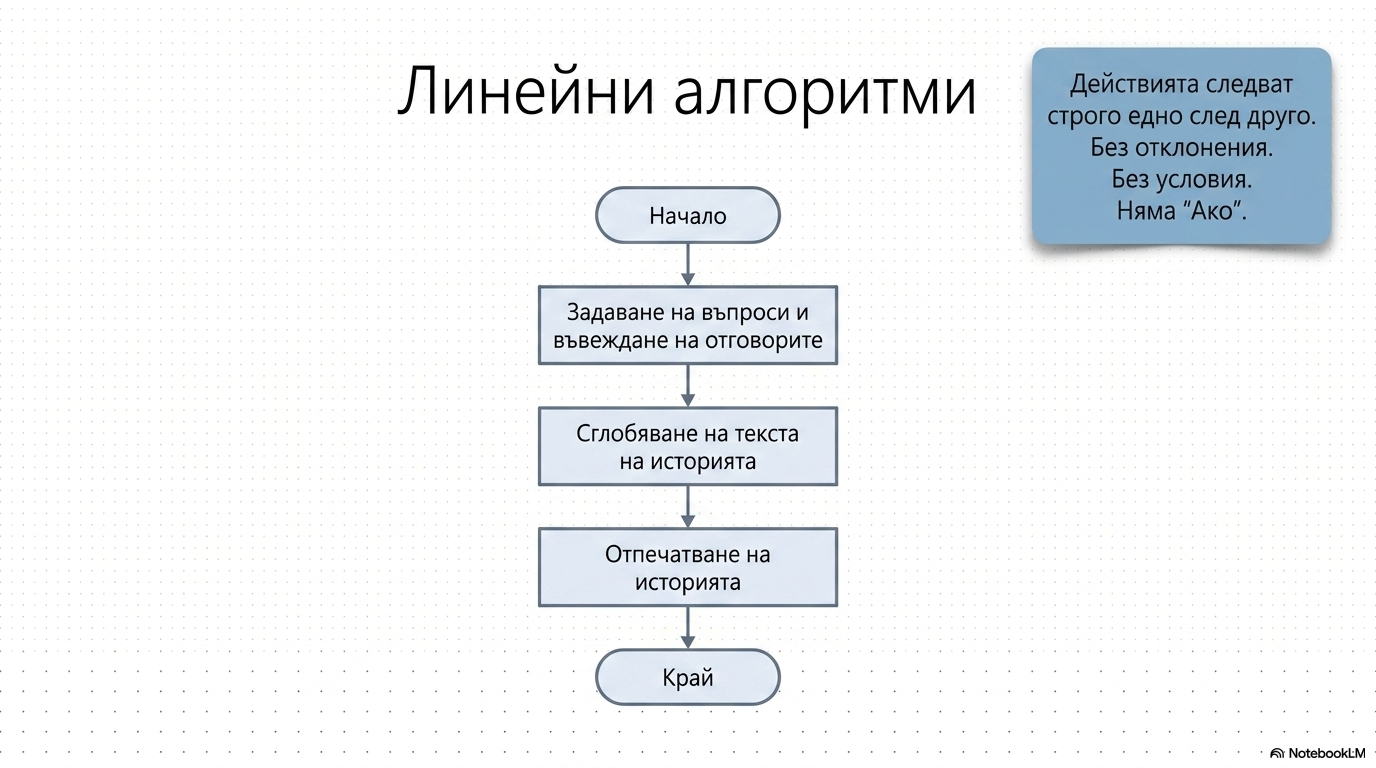 Линейни алгоритми
Действията следват
строго едно след друго.
Без отклонения.
Без условия.
Няма “Ако”.
Начало
Задаване на въпроси и
въвеждане на отговорите
Сглобяване на текста
на историята
Отпечатване на
историята
Край
NotebookLM